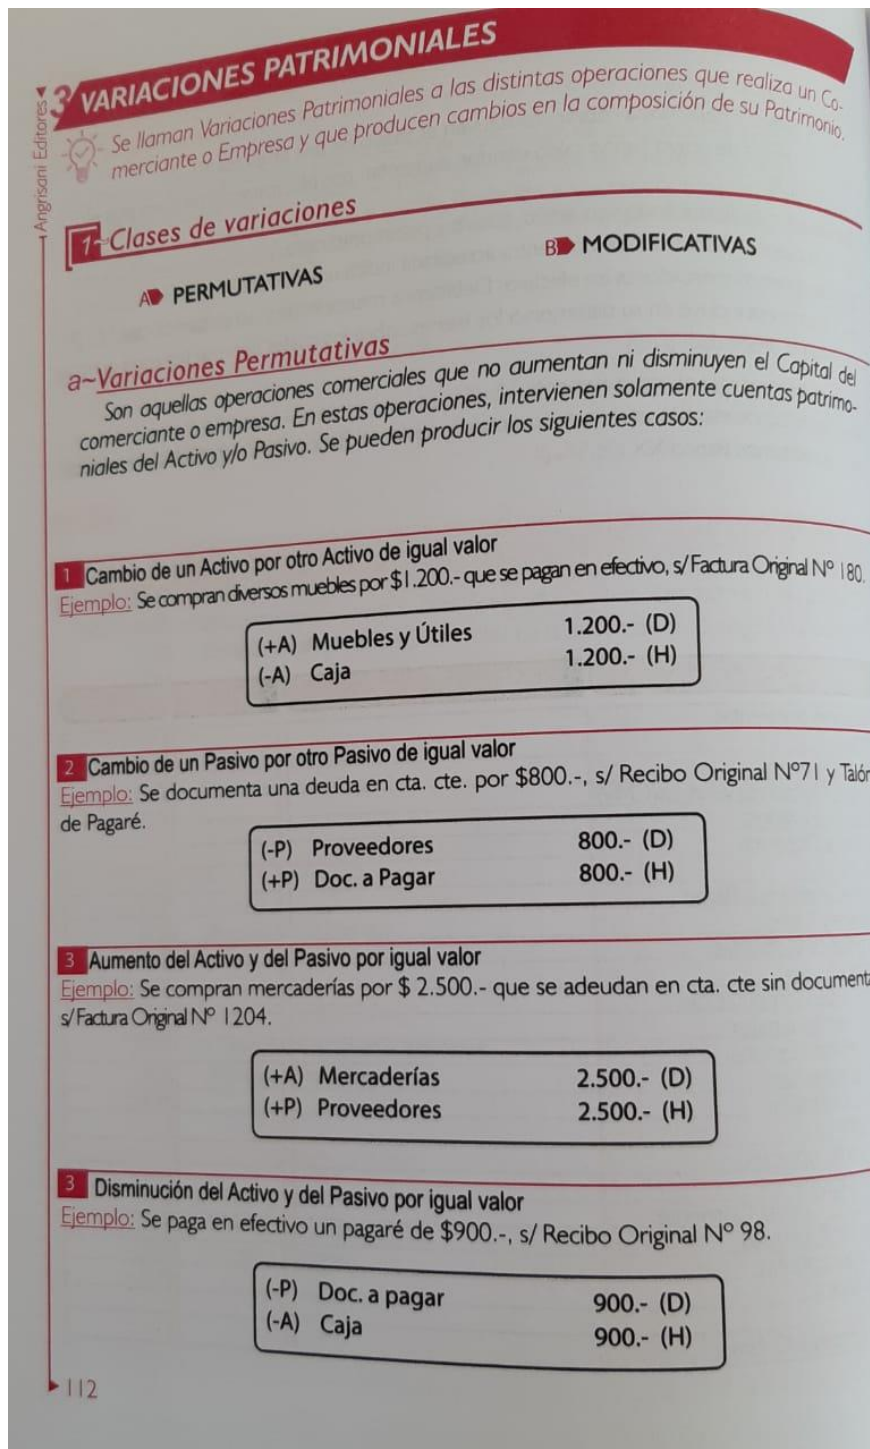 Angrisani Editores
3 VARIACIONES PATRIMONIALES
Se llaman Variaciones Patrimoniales a las distintas operaciones que realiza un Co-
merciante o Empresa y que producen cambios en la composición de su Patrimonio.
1~Clases de variaciones
A PERMUTATIVAS
B MODIFICATIVAS
a~Variaciones Permutativas
Son aquellas operaciones comerciales que no aumentan ni disminuyen el Capital del
comerciante o empresa. En estas operaciones, intervienen solamente cuentas patrimo-
niales del Activo y/o Pasivo. Se pueden producir los siguientes casos:
1 Cambio de un Activo por otro Activo de igual valor
Ejemplo: Se compran diversos muebles por $1.200.- que se pagan en efectivo, s/ Factura Original Nº 180.
(+A) Muebles y Útiles 1.200.- (D)
(-A) Caja 1.200.- (H)
2 Cambio de un Pasivo por otro Pasivo de igual valor
Ejemplo: Se documenta una deuda en cta. cte. por $800.-, s/ Recibo Original Nº71 y Talón
de Pagaré.
(-P) Proveedores 800.- (D)
(+P) Doc. a Pagar 800.- (H)
3 Aumento del Activo y del Pasivo por igual valor
Ejemplo: Se compran mercaderías por $ 2.500.- que se adeudan en cta. cte sin documenta
s/ Factura Original Nº 1204.
(+A) Mercaderías 2.500.- (D)
(+P) Proveedores 2.500.- (H)
3 Disminución del Activo y del Pasivo por igual valor
Ejemplo: Se paga en efectivo un pagaré de $900.-, s/ Recibo Original Nº 98.
(-P) Doc. a pagar 900.- (D)
(-A) Caja 900.- (H)
112